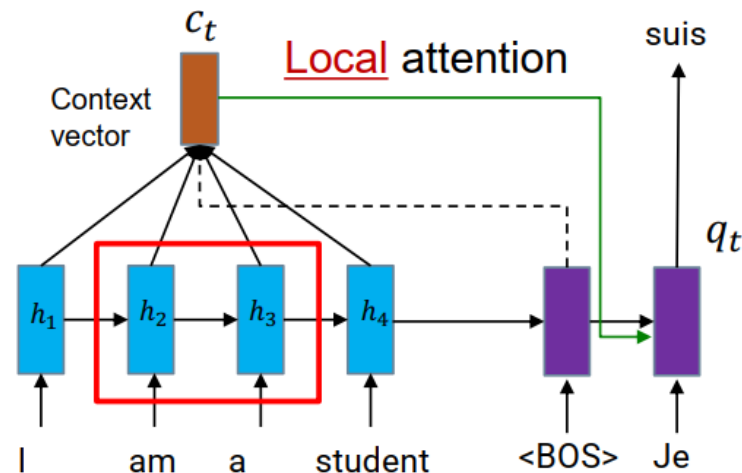 c_t
suis
Local attention
Context
vector
q_t
h_1 h_2 h_3 h_4
I am a student <BOS> Je